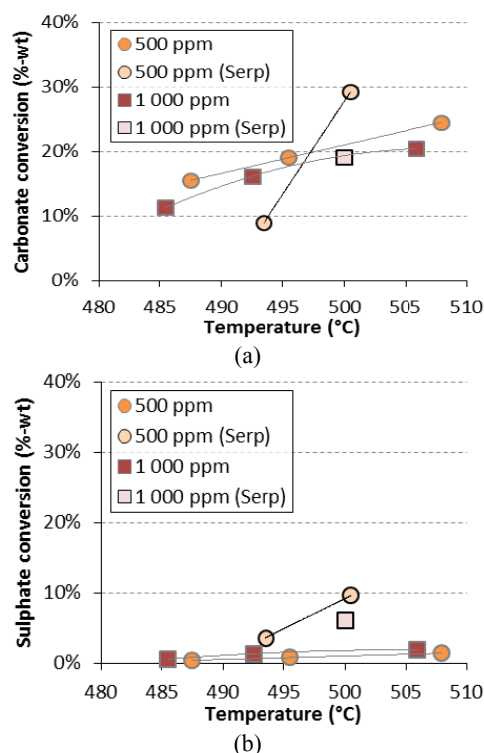 40%
30%
20%
10%
0%
Carbonate conversion (%-wt)
500 ppm
500 ppm (Serp)
1 000 ppm
1 000 ppm (Serp)
480 485 490 495 500 505 510
Temperature (°C)
(a)
40%
30%
20%
10%
0%
Sulphate conversion (%-wt)
500 ppm
500 ppm (Serp)
1 000 ppm
1 000 ppm (Serp)
480 485 490 495 500 505 510
Temperature (°C)
(b)